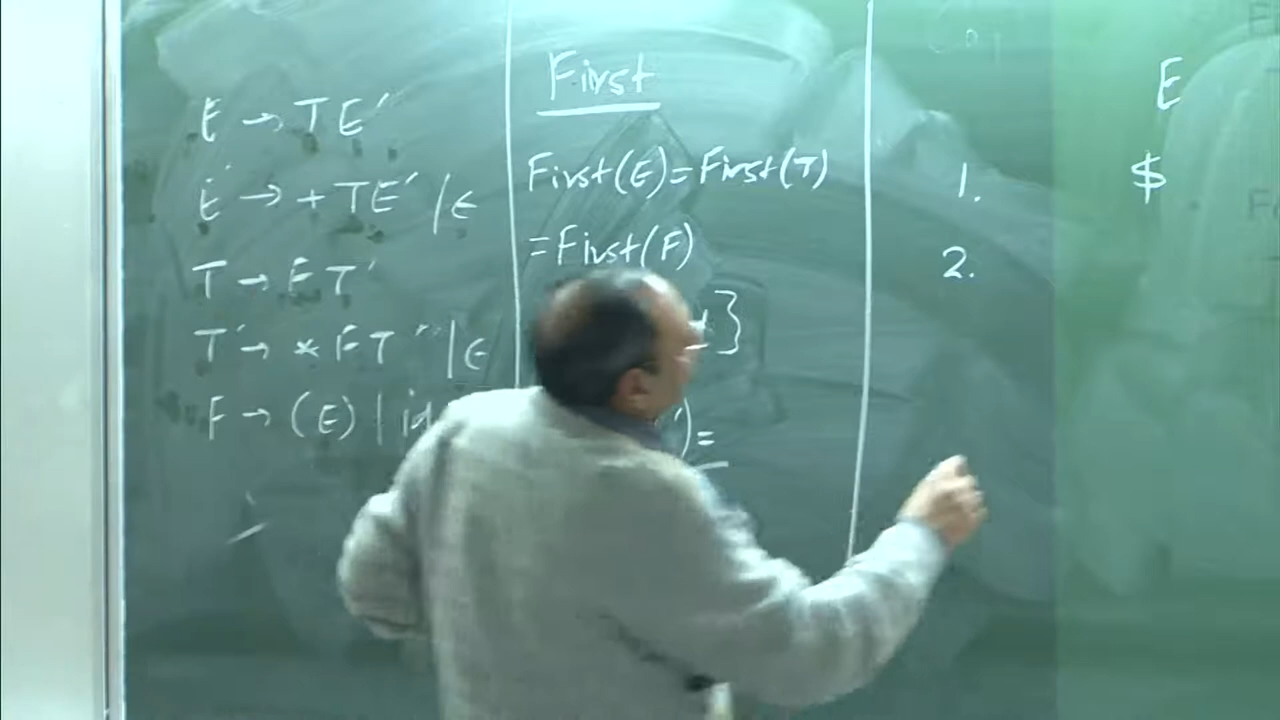 E → TE′
E′ → +TE′ | ϵ
T → FT′
T′ → *FT′ | ϵ
F → (E) | id
First
First(E)=First(T)
=First(F)
}
′)=
1.
2.
E
$